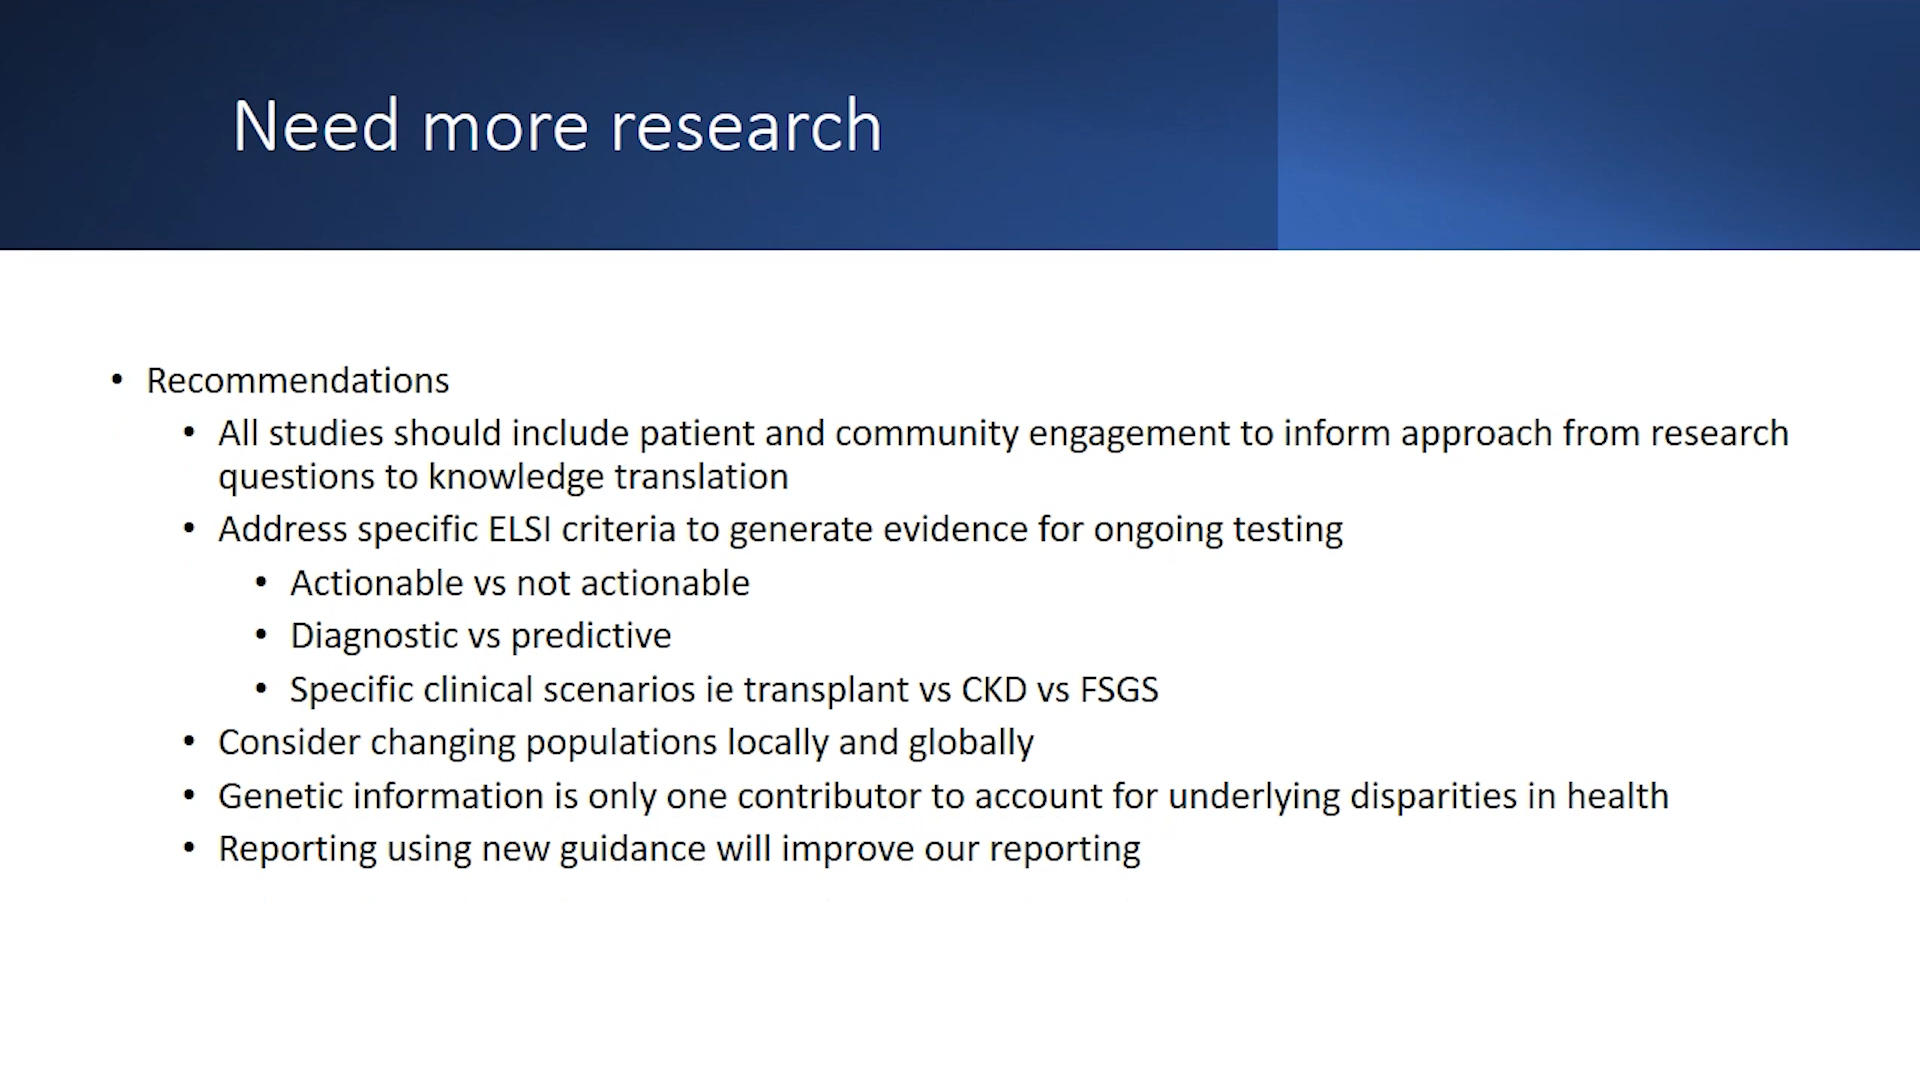 Need more research
• Recommendations
• All studies should include patient and community engagement to inform approach from research
questions to knowledge translation
• Address specific ELSI criteria to generate evidence for ongoing testing
• Actionable vs not actionable
• Diagnostic vs predictive
• Specific clinical scenarios ie transplant vs CKD vs FSGS
• Consider changing populations locally and globally
• Genetic information is only one contributor to account for underlying disparities in health
• Reporting using new guidance will improve our reporting